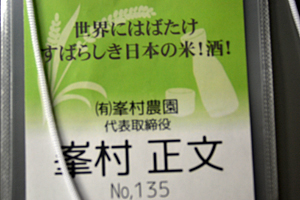 世界にはばたけ
すばらしき日本の米!酒!
(有)峯村農園
代表取締役
峯村 正文
No,135